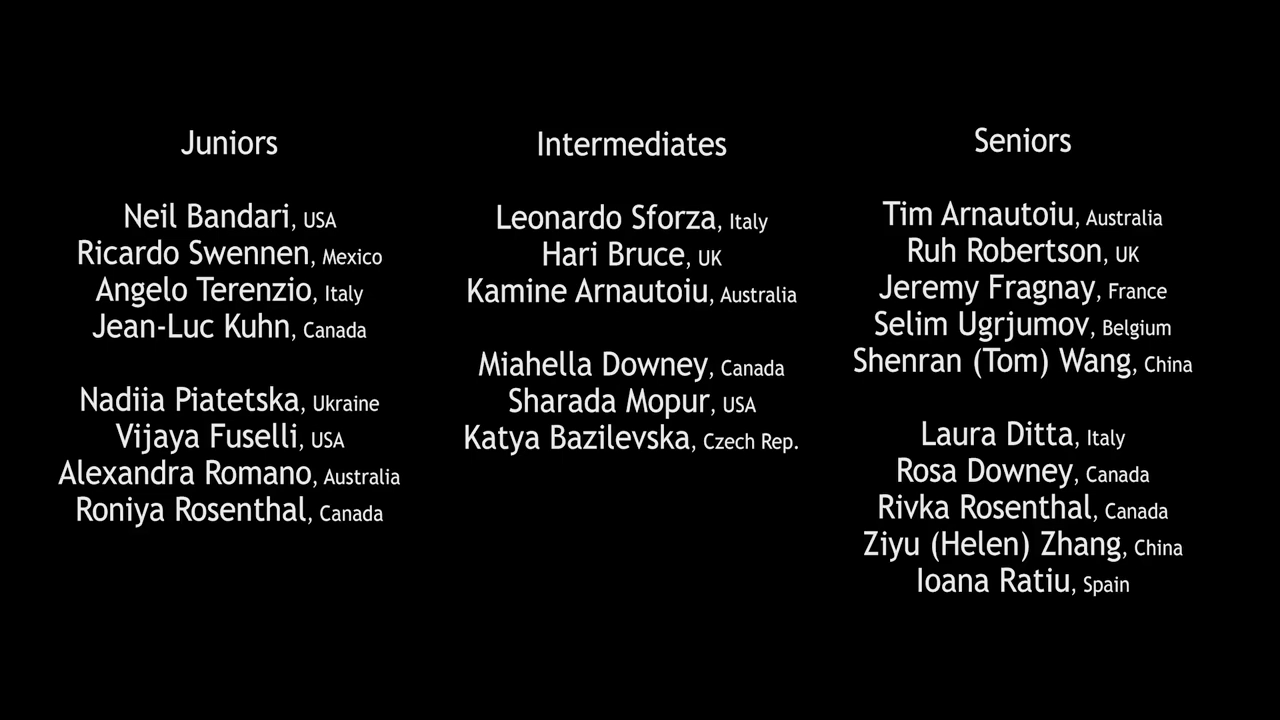 Juniors
Neil Bandari, USA
Ricardo Swennen, Mexico
Angelo Terenzio, Italy
Jean-Luc Kuhn, Canada
Nadiia Piatetska, Ukraine
Vijaya Fuselli, USA
Alexandra Romano, Australia
Roniya Rosenthal, Canada
Intermediates
Leonardo Sforza, Italy
Hari Bruce, UK
Kamine Arnautoiu, Australia
Miahella Downey, Canada
Sharada Mopur, USA
Katya Bazilevska, Czech Rep.
Seniors
Tim Arnautoiu, Australia
Ruh Robertson, UK
Jeremy Fragnay, France
Selim Ugrjumov, Belgium
Shenran (Tom) Wang, China
Laura Ditta, Italy
Rosa Downey, Canada
Rivka Rosenthal, Canada
Ziyu (Helen) Zhang, China
Ioana Ratiu, Spain